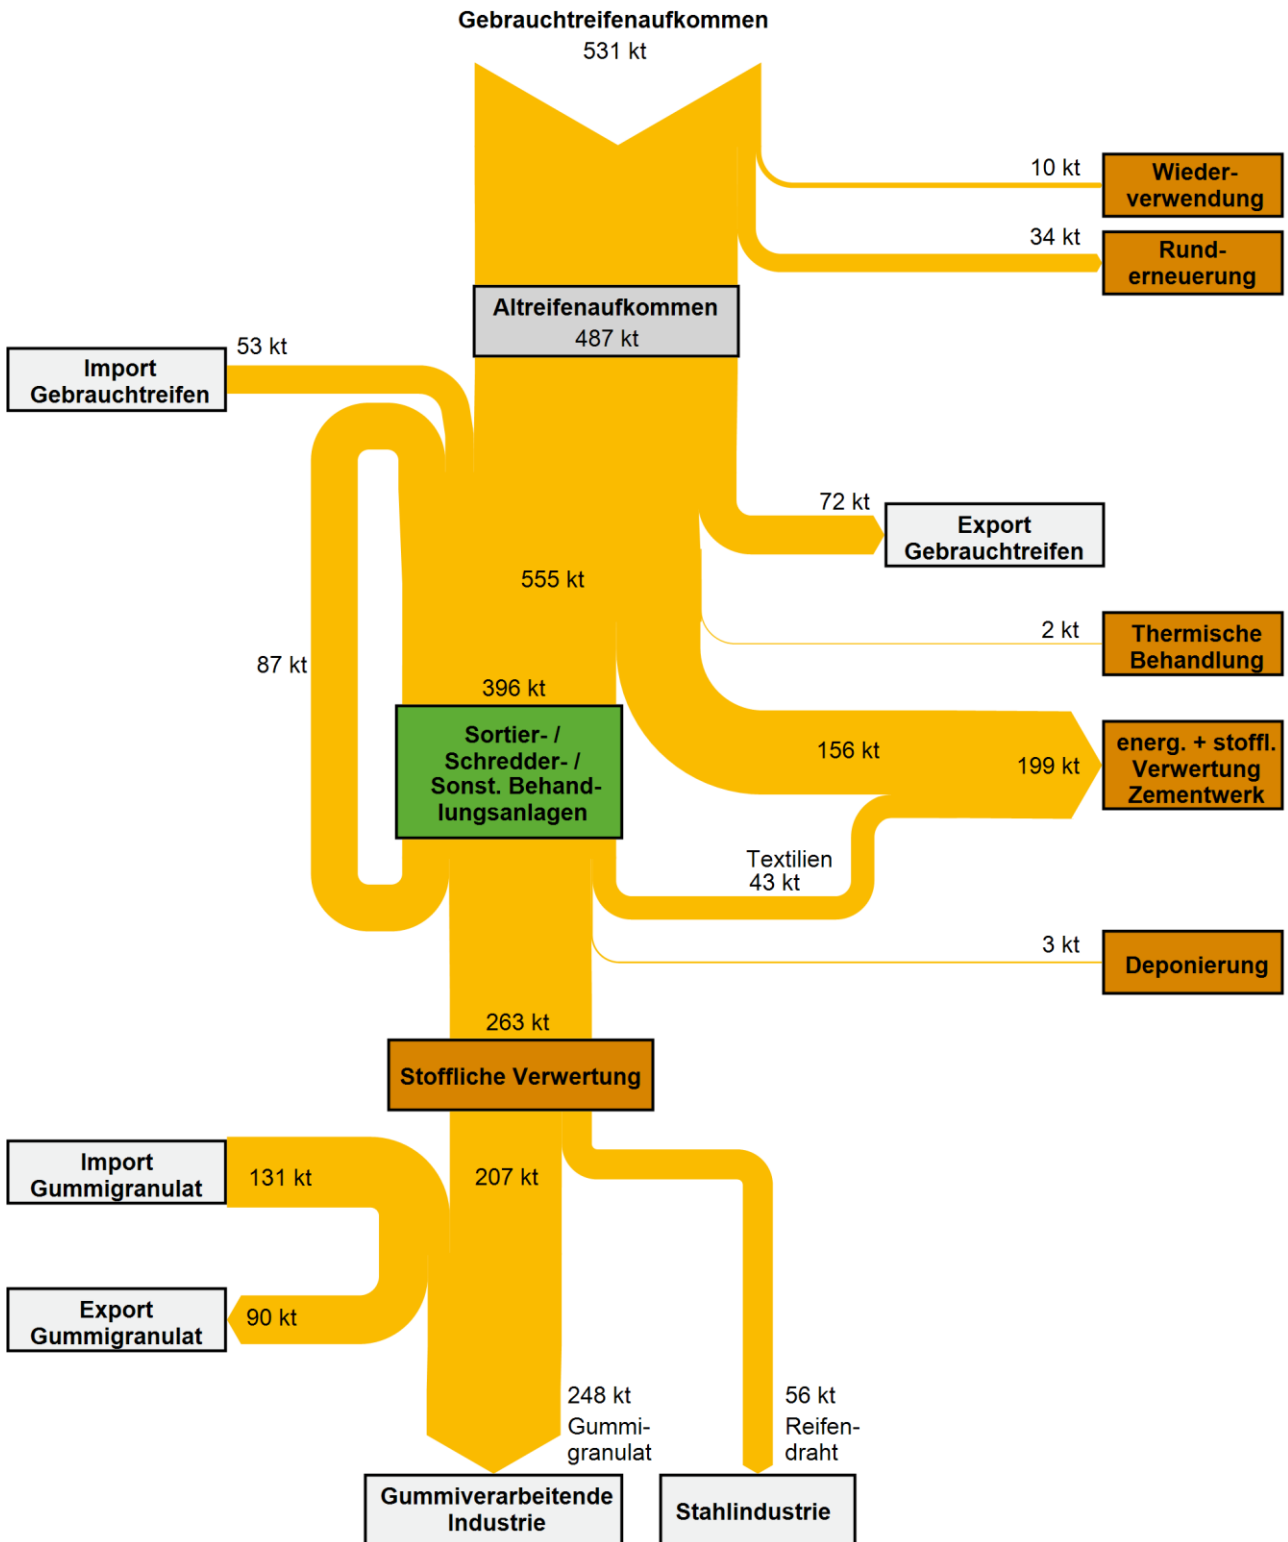 Gebrauchtreifenaufkommen
531 kt
10 kt
Wieder-
verwendung
34 kt
Rund-
erneuerung
Altreifenaufkommen
487 kt
53 kt
Import
Gebrauchtreifen
72 kt
Export
Gebrauchtreifen
555 kt
2 kt
Thermische
Behandlung
87 kt
396 kt
Sortier- /
Schredder- /
Sonst. Behand-
lungsanlagen
156 kt
199 kt
energ. + stoffl.
Verwertung
Zementwerk
Textilien
43 kt
3 kt
Deponierung
263 kt
Stoffliche Verwertung
Import
Gummigranulat
131 kt
207 kt
Export
Gummigranulat
90 kt
248 kt
Gummi-
granulat
56 kt
Reifen-
draht
Gummiverarbeitende
Industrie
Stahlindustrie